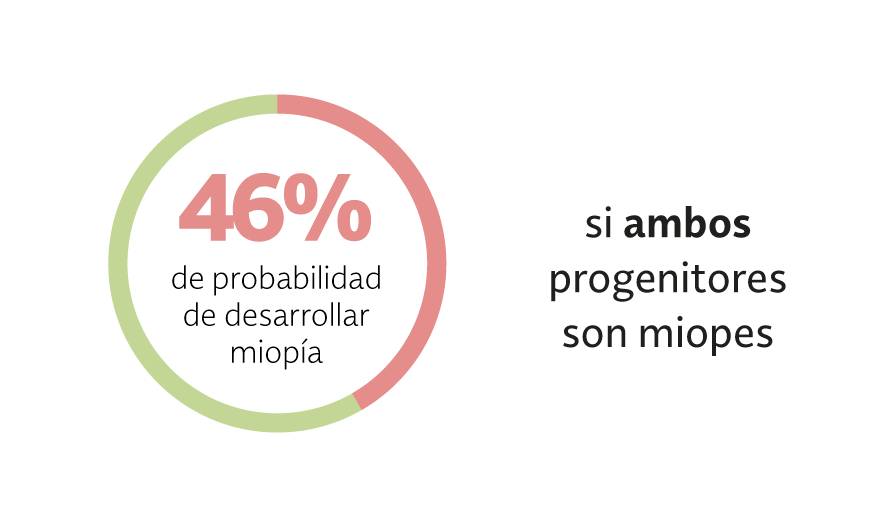 46%
de probabilidad
de desarrollar
miopía
si ambos
progenitores
son miopes